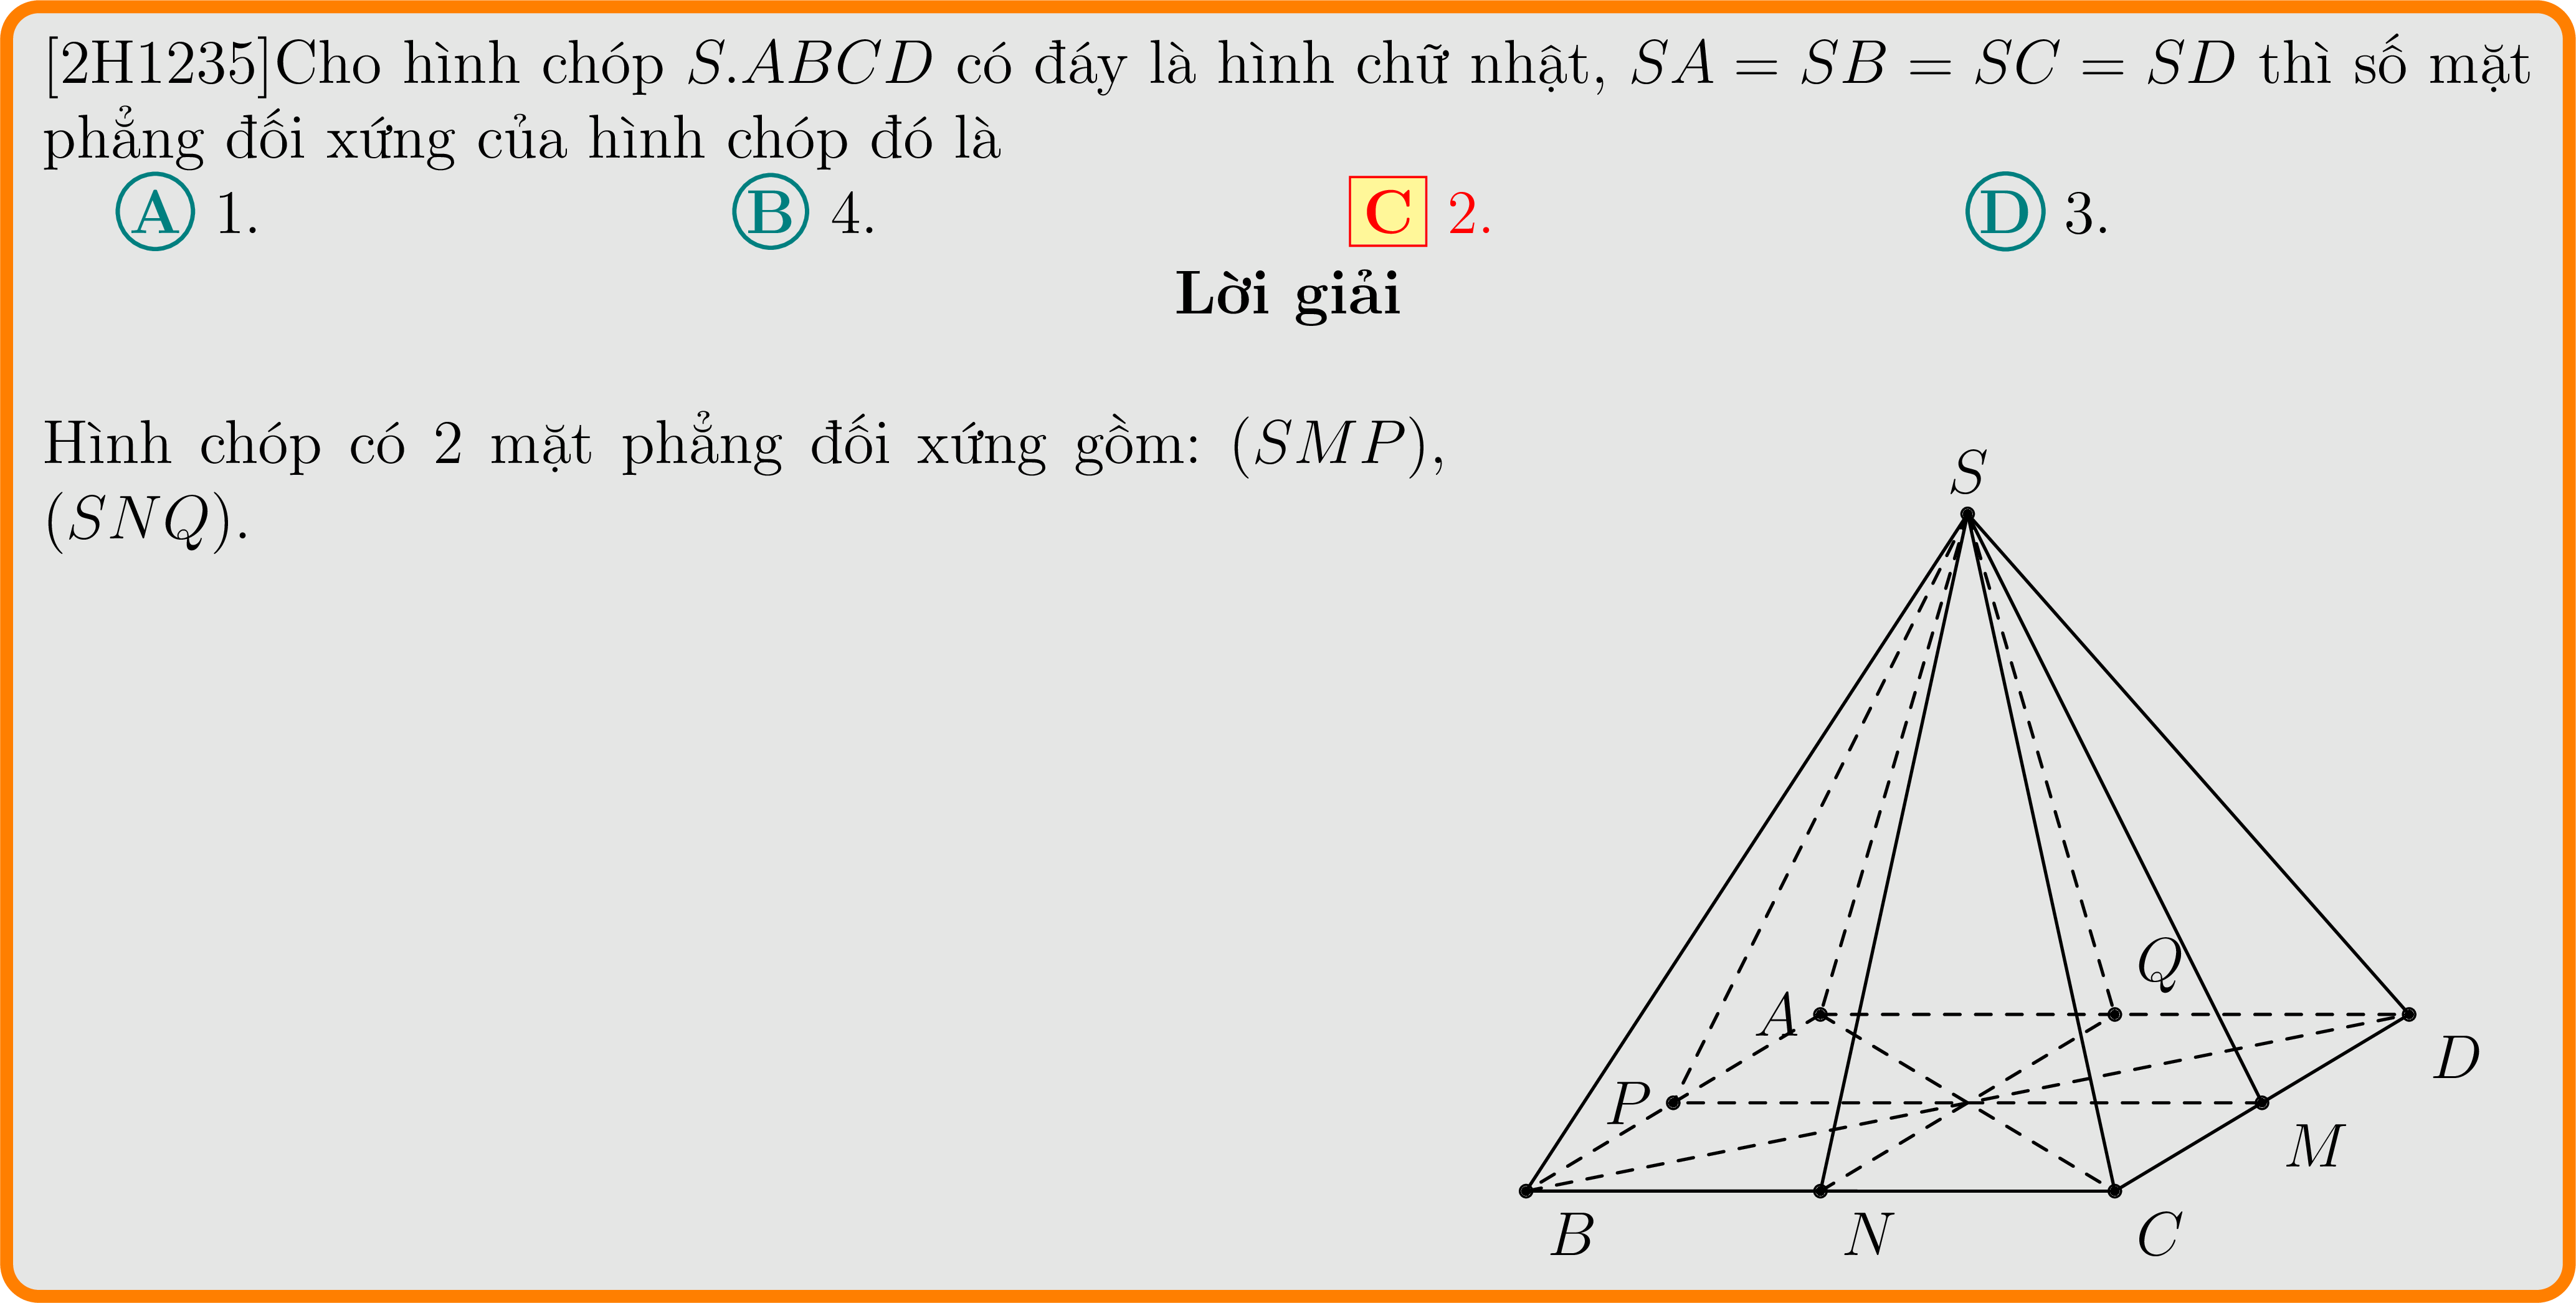 [2H1235]Cho hình chóp S.ABCD có đáy là hình chữ nhật, SA = SB = SC = SD thì số mặt
phẳng đối xứng của hình chóp đó là
A 1. B 4. C 2. D 3.
Lời giải
Hình chóp có 2 mặt phẳng đối xứng gồm: (SMP),
(SNQ).
S
Q
A
D
P
M
B N C